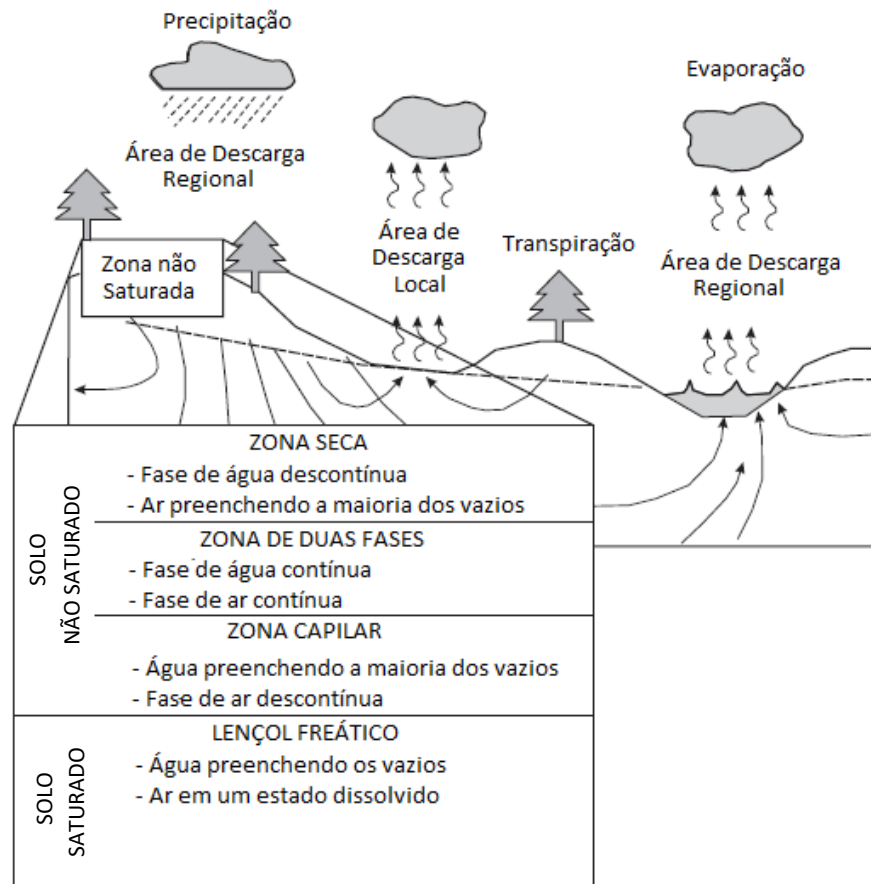 Precipitação
Evaporação
Área de Descarga
Regional
Área de
Descarga
Local
Transpiração
Área de Descarga
Regional
Zona não
Saturada
ZONA SECA
- Fase de água descontínua
- Ar preenchendo a maioria dos vazios
ZONA DE DUAS FASES
- Fase de água contínua
- Fase de ar contínua
ZONA CAPILAR
- Água preenchendo a maioria dos vazios
- Fase de ar descontínua
SOLO
NÃO SATURADO
LENÇOL FREÁTICO
- Água preenchendo os vazios
- Ar em um estado dissolvido
SOLO
SATURADO